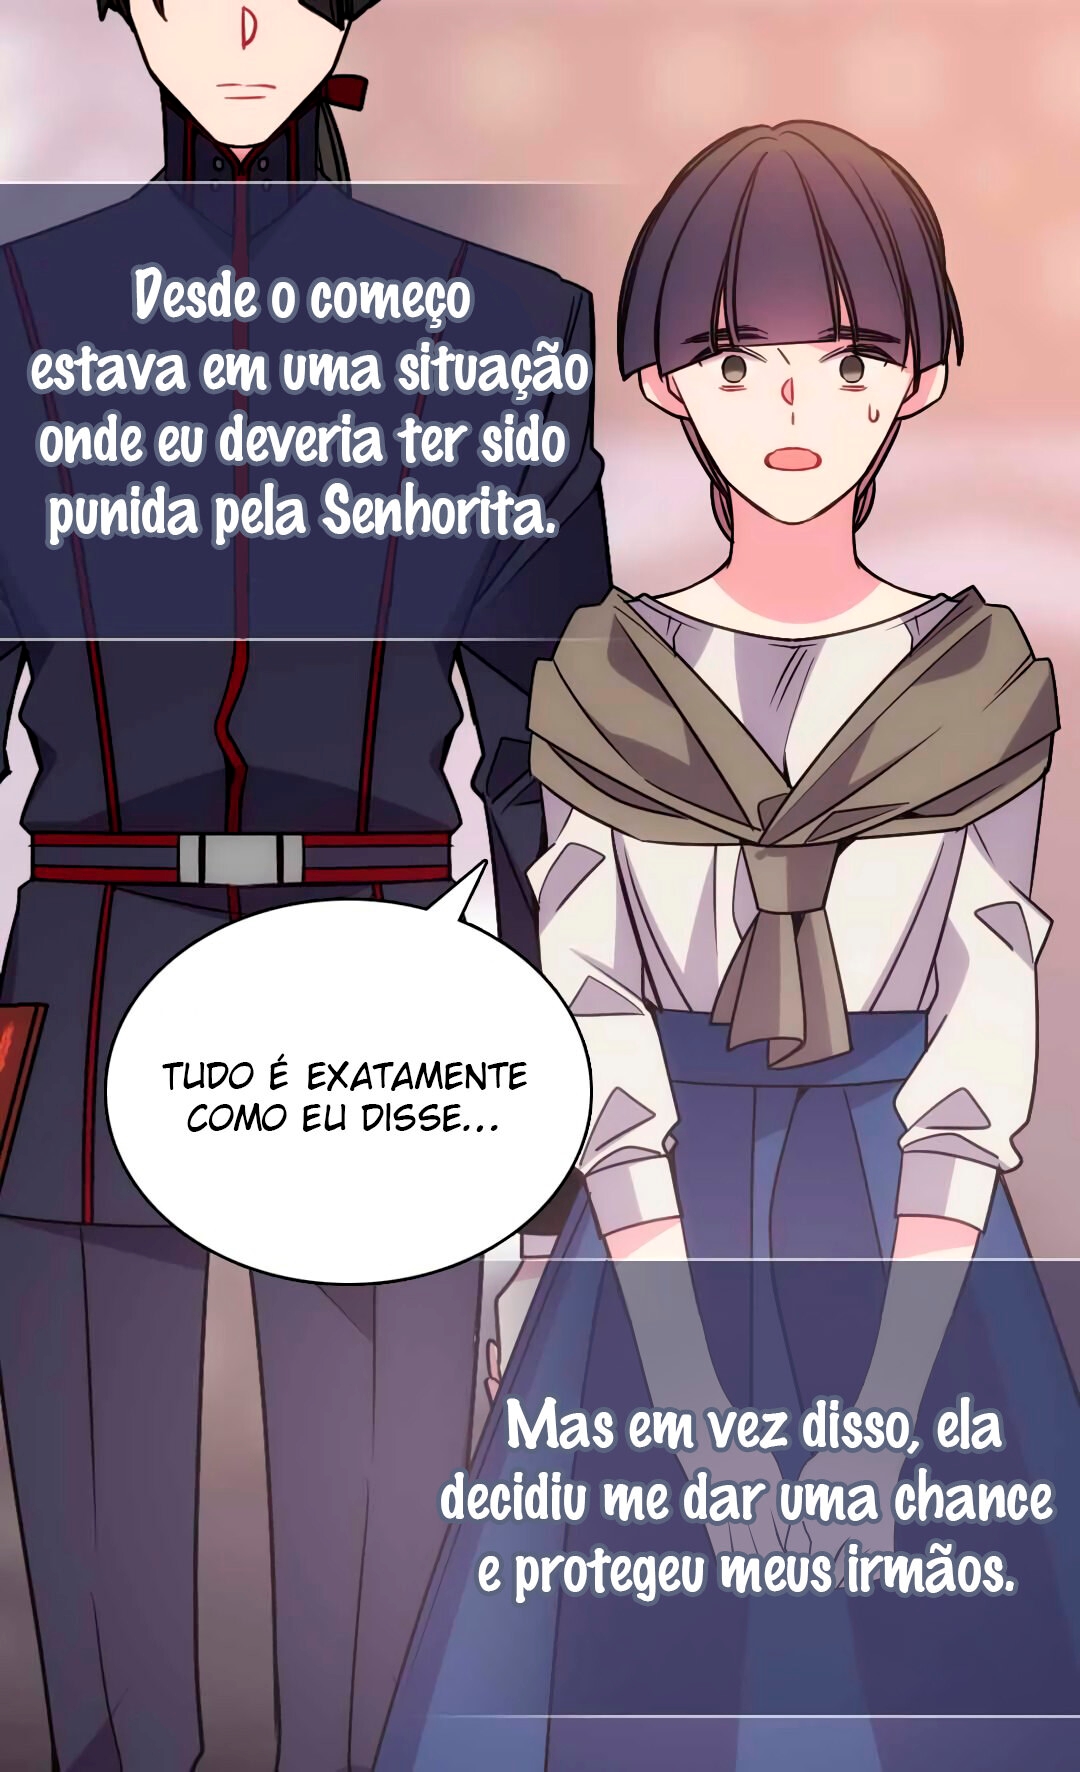 Desde o começo
estava em uma situação
onde eu deveria ter sido
punida pela Senhorita.
TUDO É EXATAMENTE
COMO EU DISSE...
Mas em vez disso, ela
decidiu me dar uma chance
e protegeu meus irmãos.